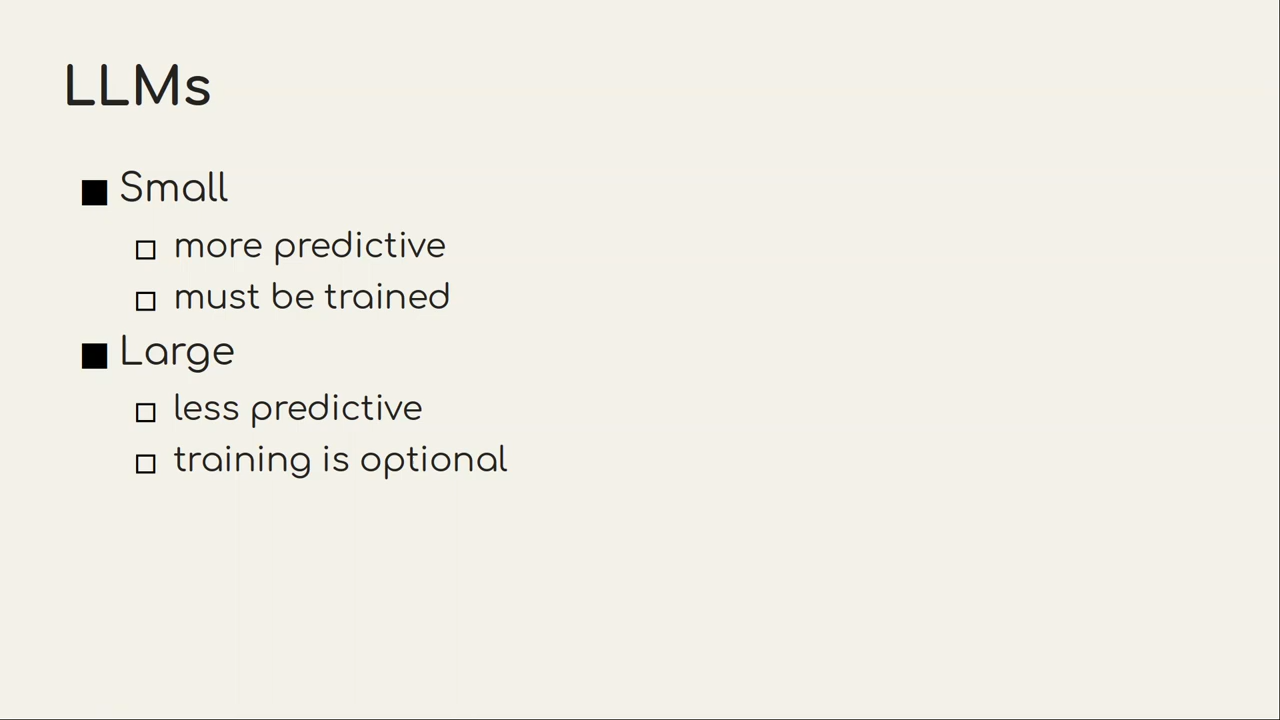 LLMs
■ Small
□ more predictive
□ must be trained
■ Large
□ less predictive
□ training is optional